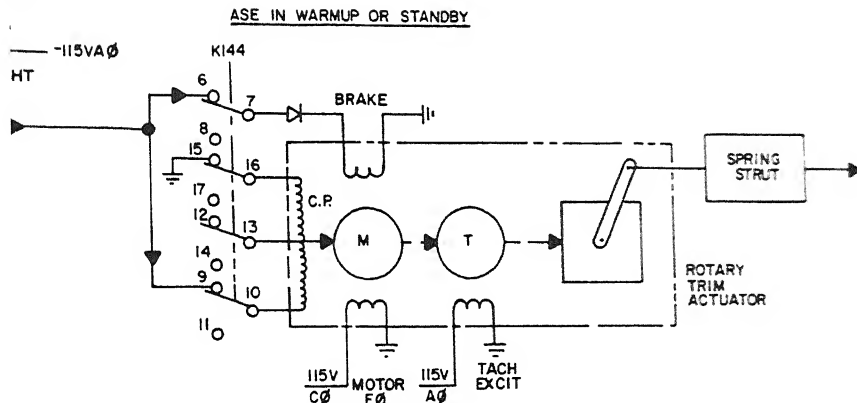 ASE IN WARMUP OR STANDBY
-115VAØ
HT
K144
6
7
BRAKE
8
15
16
17
C.P.
12
13
M
T
SPRING
STRUT
14
9
10
11
ROTARY
TRIM
ACTUATOR
115V
CØ
MOTOR
FØ
115V
AØ
TACH
EXCIT